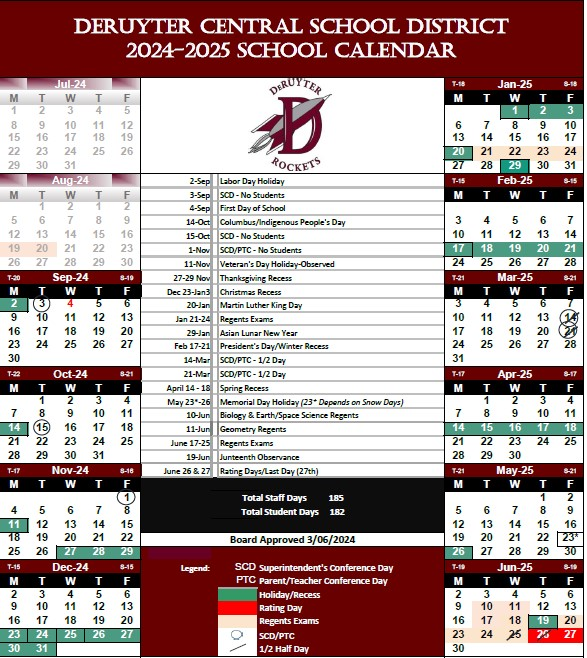 DERUYTER CENTRAL SCHOOL DISTRICT
2024-2025 SCHOOL CALENDAR
Jul-24
M T W T F
1 2 3 4 5
8 9 10 11 12
15 16 17 18 19
22 23 24 25 26
29 30 31
Aug-24
M T W T F
1 2
5 6 7 8 9
12 13 14 15 16
19 20 21 22 23
26 27 28 29 30
T-20 Sep-24 S-19
M T W T F
2 3 4 5 6
9 10 11 12 13
16 17 18 19 20
23 24 25 26 27
30
T-22 Oct-24 S-21
M T W T F
1 2 3 4
7 8 9 10 11
14 15 16 17 18
21 22 23 24 25
28 29 30 31
T-17 Nov-24 S-16
M T W T F
1
4 5 6 7 8
11 12 13 14 15
18 19 20 21 22
25 26 27 28 29
T-15 Dec-24 S-15
M T W T F
2 3 4 5 6
9 10 11 12 13
16 17 18 19 20
23 24 25 26 27
30 31
DERUYTER
D
ROCKETS
2-Sep Labor Day Holiday
3-Sep SCD - No Students
4-Sep First Day of School
14-Oct Columbus/Indigenous People's Day
15-Oct SCD - No Students
1-Nov SCD/PTC - No Students
11-Nov Veteran's Day Holiday-Observed
27-29 Nov Thanksgiving Recess
Dec 23-Jan3 Christmas Recess
20-Jan Martin Luther King Day
Jan 21-24 Regents Exams
29-Jan Asian Lunar New Year
Feb 17-21 President's Day/Winter Recess
14-Mar SCD/PTC - 1/2 Day
21-Mar SCD/PTC - 1/2 Day
April 14 - 18 Spring Recess
May 23*-26 Memorial Day Holiday (23* Depends on Snow Days)
10-Jun Biology & Earth/Space Science Regents
11-Jun Geometry Regents
June 17-25 Regents Exams
19-Jun Junteenth Observance
June 26 & 27 Rating Days/Last Day (27th)
Total Staff Days 185
Total Student Days 182
Board Approved 3/06/2024
Legend: SCD Superintendent's Conference Day
PTC Parent/Teacher Conference Day
Holiday/Recess
Rating Day
Regents Exams
SCD/PTC
1/2 Half Day
T-18 Jan-25 S-18
M T W T F
1 2 3
6 7 8 9 10
13 14 15 16 17
20 21 22 23 24
27 28 29 30 31
T-15 Feb-25 S-15
M T W T F
3 4 5 6 7
10 11 12 13 14
17 18 19 20 21
24 25 26 27 28
S-21 Mar-25 S-21
M T W T F
3 4 5 6 7
10 11 12 13 14
17 18 19 20 21
24 25 26 27 28
31
T-17 Apr-25 S-17
M T W T F
1 2 3 4
7 8 9 10 11
14 15 16 17 18
21 22 23 24 25
28 29 30
T-21 May-25 S-21
M T W T F
1 2
5 6 7 8 9
12 13 14 15 16
19 20 21 22 23*
26 27 28 29 30
T-19 Jun-25 S-18
M T W T F
2 3 4 5 6
9 10 11 12 13
16 17 18 19 20
23 24 25 26 27